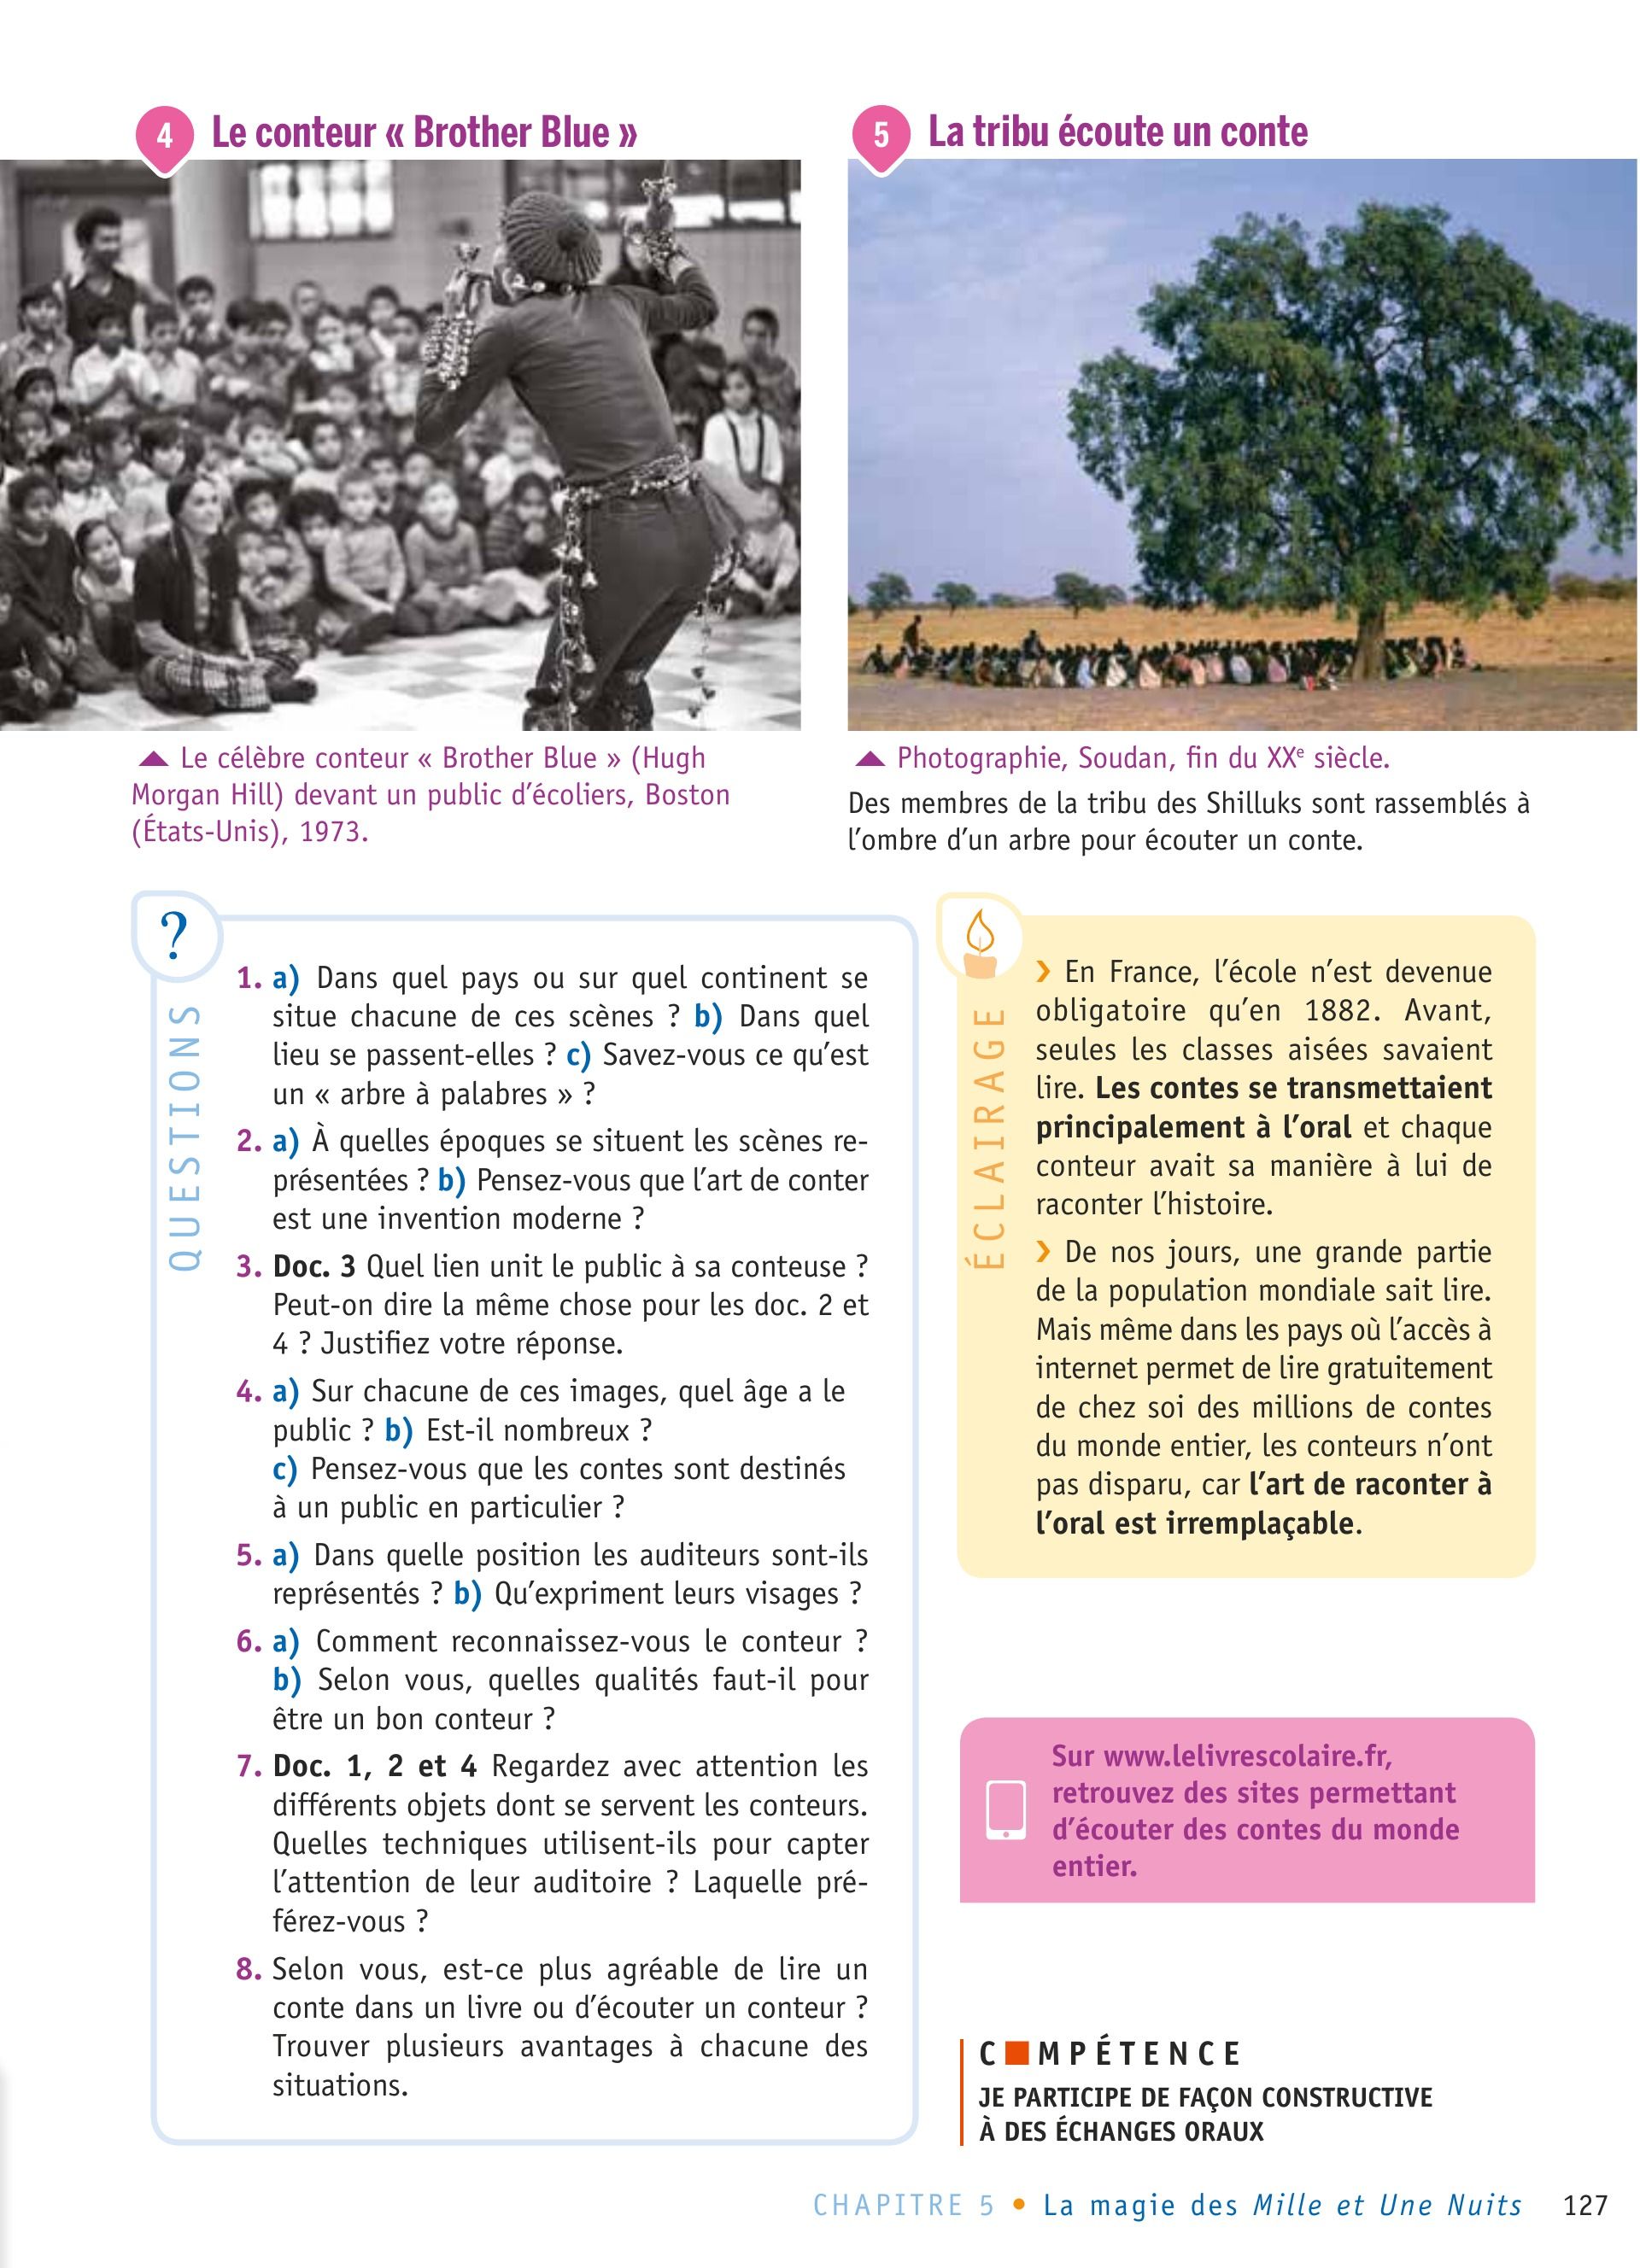 4 Le conteur « Brother Blue »
▲ Le célèbre conteur « Brother Blue » (Hugh
Morgan Hill) devant un public d’écoliers, Boston
(États-Unis), 1973.
5 La tribu écoute un conte
▲ Photographie, Soudan, fin du XXe siècle.
Des membres de la tribu des Shilluks sont rassemblés à
l’ombre d’un arbre pour écouter un conte.
?
QUESTIONS
1. a) Dans quel pays ou sur quel continent se
situe chacune de ces scènes ? b) Dans quel
lieu se passent-elles ? c) Savez-vous ce qu’est
un « arbre à palabres » ?
2. a) À quelles époques se situent les scènes re-
présentées ? b) Pensez-vous que l’art de conter
est une invention moderne ?
3. Doc. 3 Quel lien unit le public à sa conteuse ?
Peut-on dire la même chose pour les doc. 2 et
4 ? Justifiez votre réponse.
4. a) Sur chacune de ces images, quel âge a le
public ? b) Est-il nombreux ?
c) Pensez-vous que les contes sont destinés
à un public en particulier ?
5. a) Dans quelle position les auditeurs sont-ils
représentés ? b) Qu’expriment leurs visages ?
6. a) Comment reconnaissez-vous le conteur ?
b) Selon vous, quelles qualités faut-il pour
être un bon conteur ?
7. Doc. 1, 2 et 4 Regardez avec attention les
différents objets dont se servent les conteurs.
Quelles techniques utilisent-ils pour capter
l’attention de leur auditoire ? Laquelle pré-
férez-vous ?
8. Selon vous, est-ce plus agréable de lire un
conte dans un livre ou d’écouter un conteur ?
Trouver plusieurs avantages à chacune des
situations.
ÉCLAIRAGE
› En France, l’école n’est devenue
obligatoire qu’en 1882. Avant,
seules les classes aisées savaient
lire. Les contes se transmettaient
principalement à l’oral et chaque
conteur avait sa manière à lui de
raconter l’histoire.
› De nos jours, une grande partie
de la population mondiale sait lire.
Mais même dans les pays où l’accès à
internet permet de lire gratuitement
de chez soi des millions de contes
du monde entier, les conteurs n’ont
pas disparu, car l’art de raconter à
l’oral est irremplaçable.
Sur www.lelivrescolaire.fr,
retrouvez des sites permettant
d’écouter des contes du monde
entier.
C■MPÉTENCE
JE PARTICIPE DE FAÇON CONSTRUCTIVE
À DES ÉCHANGES ORAUX
CHAPITRE 5 • La magie des Mille et Une Nuits 127